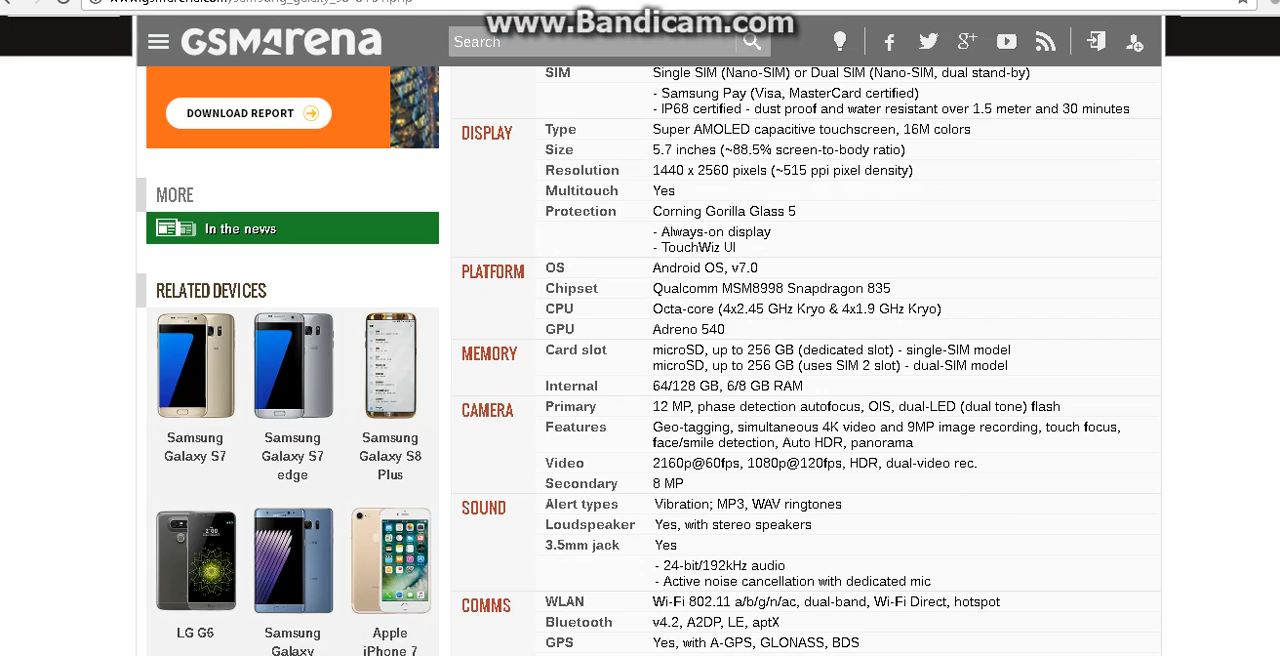 www.Bandicam.com
GSMArena
Search
DOWNLOAD REPORT
MORE
In the news
RELATED DEVICES
Samsung
Galaxy S7
Samsung
Galaxy S7
edge
Samsung
Galaxy S8
Plus
LG G6
Samsung
Galaxy
Apple
iPhone 7
SIM Single SIM (Nano-SIM) or Dual SIM (Nano-SIM, dual stand-by)
- Samsung Pay (Visa, MasterCard certified)
- IP68 certified - dust proof and water resistant over 1.5 meter and 30 minutes
DISPLAY Type Super AMOLED capacitive touchscreen, 16M colors
Size 5.7 inches (~88.5% screen-to-body ratio)
Resolution 1440 x 2560 pixels (~515 ppi pixel density)
Multitouch Yes
Protection Corning Gorilla Glass 5
- Always-on display
- TouchWiz UI
PLATFORM OS Android OS, v7.0
Chipset Qualcomm MSM8998 Snapdragon 835
CPU Octa-core (4x2.45 GHz Kryo & 4x1.9 GHz Kryo)
GPU Adreno 540
MEMORY Card slot microSD, up to 256 GB (dedicated slot) - single-SIM model
microSD, up to 256 GB (uses SIM 2 slot) - dual-SIM model
Internal 64/128 GB, 6/8 GB RAM
CAMERA Primary 12 MP, phase detection autofocus, OIS, dual-LED (dual tone) flash
Features Geo-tagging, simultaneous 4K video and 9MP image recording, touch focus,
face/smile detection, Auto HDR, panorama
Video 2160p@60fps, 1080p@120fps, HDR, dual-video rec.
Secondary 8 MP
SOUND Alert types Vibration; MP3, WAV ringtones
Loudspeaker Yes, with stereo speakers
3.5mm jack Yes
- 24-bit/192kHz audio
- Active noise cancellation with dedicated mic
COMMS WLAN Wi-Fi 802.11 a/b/g/n/ac, dual-band, Wi-Fi Direct, hotspot
Bluetooth v4.2, A2DP, LE, aptX
GPS Yes, with A-GPS, GLONASS, BDS